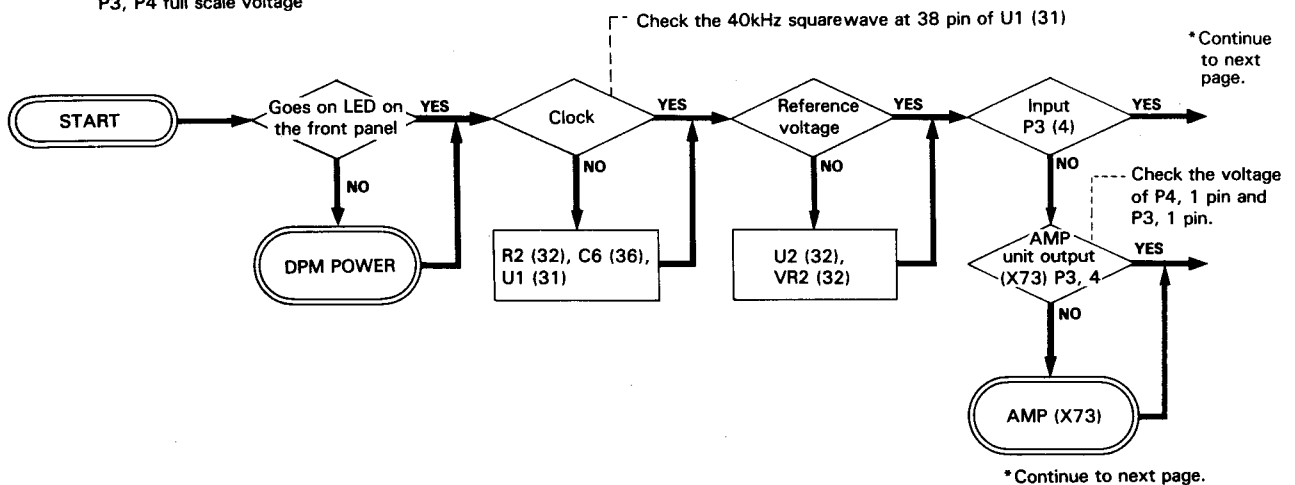 P3, P4 full scale voltage
Check the 40kHz squarewave at 38 pin of U1 (31)
*Continue
to next
page.
START
Goes on LED on
the front panel
YES
Clock
YES
Reference
voltage
YES
Input
P3 (4)
YES
NO
NO
NO
NO
Check the voltage
of P4, 1 pin and
P3, 1 pin.
DPM POWER
R2 (32), C6 (36),
U1 (31)
U2 (32),
VR2 (32)
AMP
unit output
(X73) P3, 4
YES
NO
AMP (X73)
*Continue to next page.